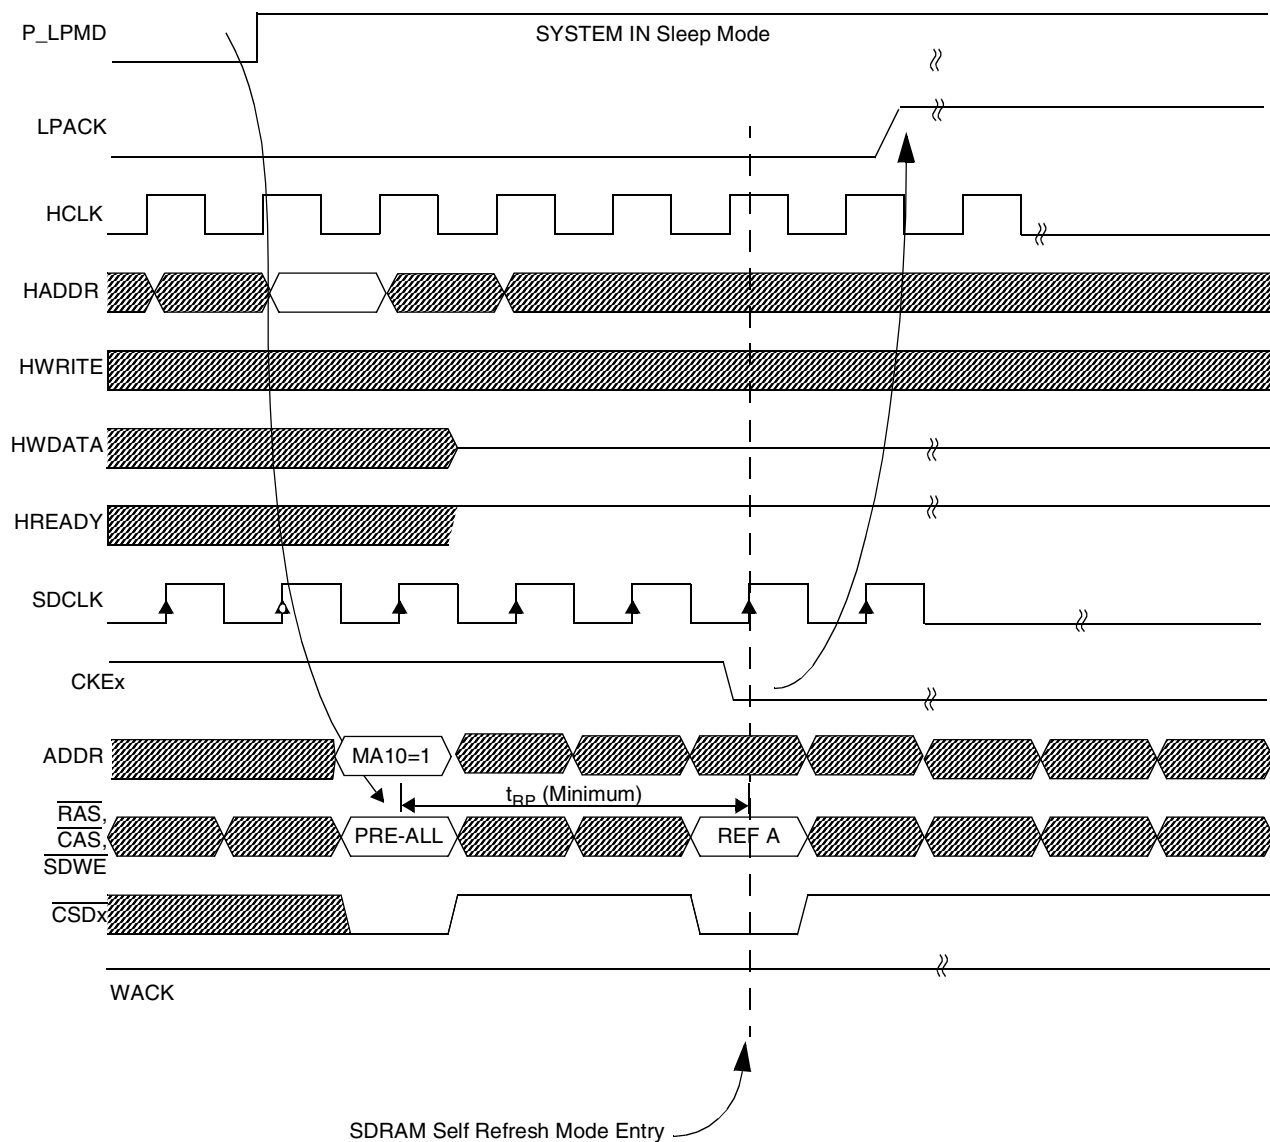 P_LPMD
SYSTEM IN Sleep Mode
LPACK
HCLK
HADDR
HWRITE
HWDATA
HREADY
SDCLK
CKEx
ADDR
MA10=1
tRP (Minimum)
RAS,
CAS,
SDWE
PRE-ALL
REF A
CSDx
WACK
SDRAM Self Refresh Mode Entry